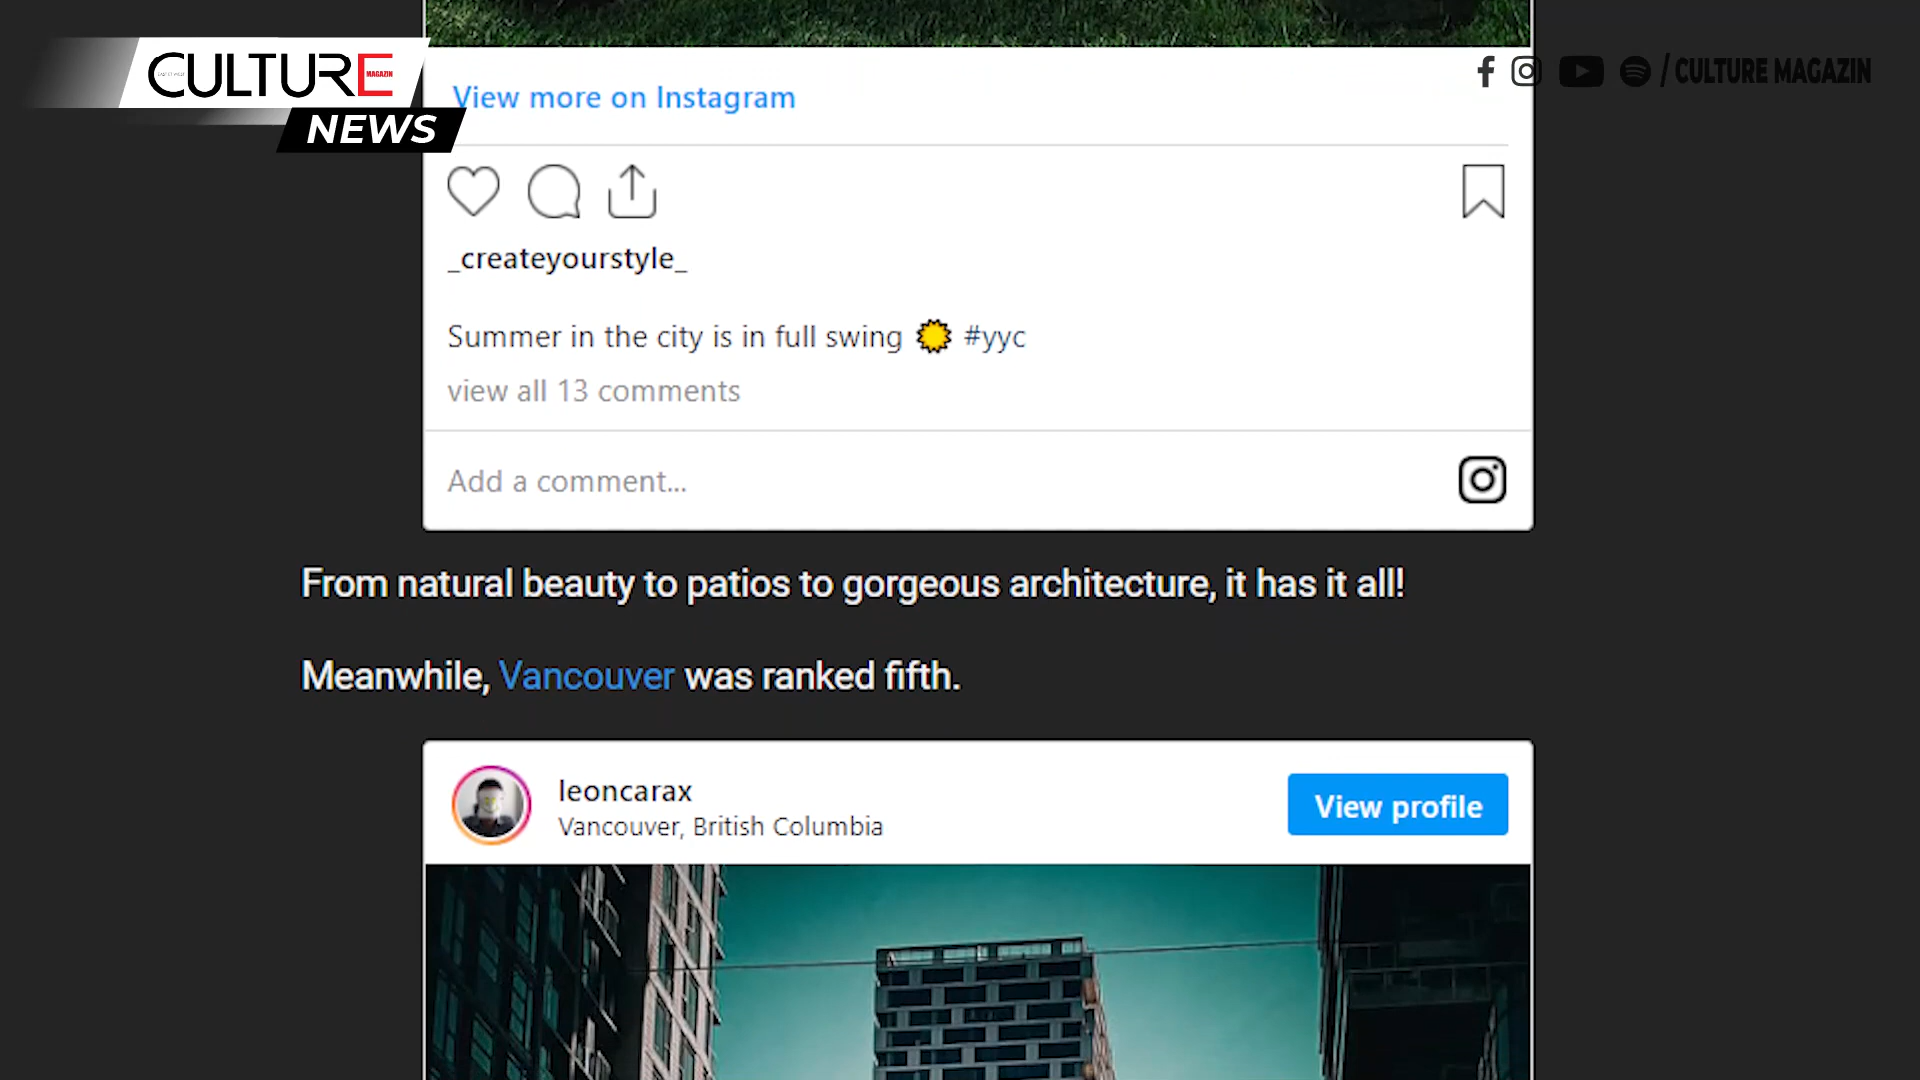 CULTURE
MAGAZIN
NEWS
/ CULTURE MAGAZIN
View more on Instagram
_createyourstyle_
Summer in the city is in full swing #yyc
view all 13 comments
Add a comment...
From natural beauty to patios to gorgeous architecture, it has it all!
Meanwhile, Vancouver was ranked fifth.
leoncarax
Vancouver, British Columbia
View profile